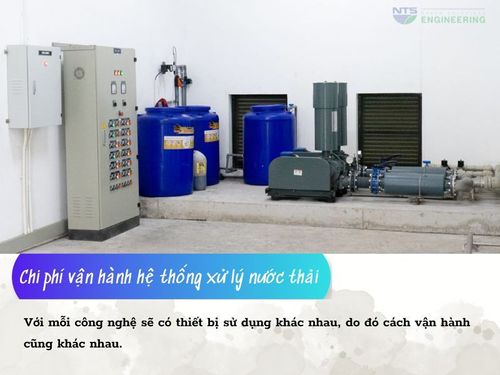 NTS
ENGINEERING
Chi phí vận hành hệ thống xử lý nước thải
Với mỗi công nghệ sẽ có thiết bị sử dụng khác nhau, do đó cách vận hành
cũng khác nhau.